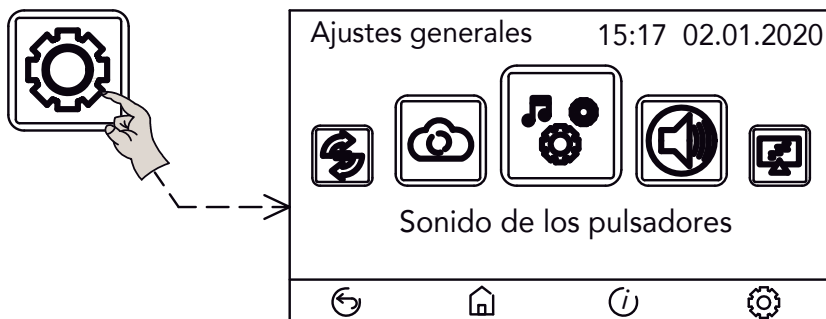 Ajustes generales 15:17 02.01.2020
Sonido de los pulsadores